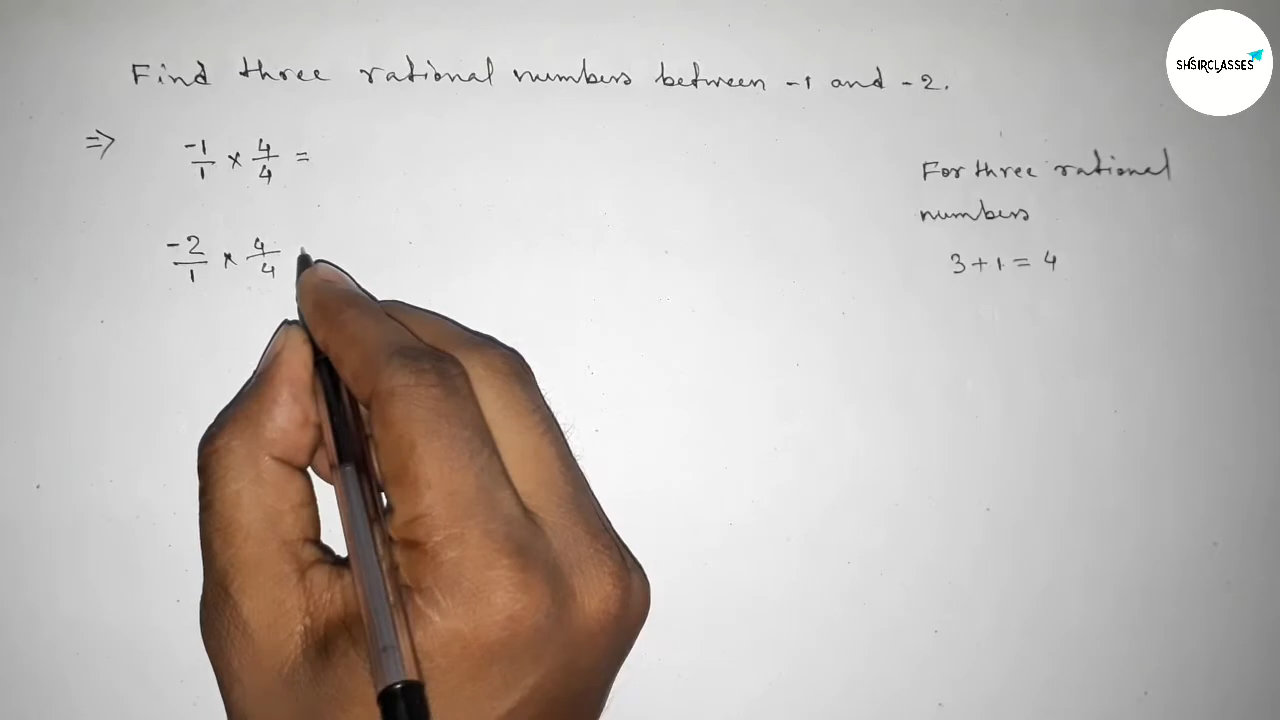 SHSIRCLASSES
Find three rational numbers between -1 and -2.
=> -1/1 × 4/4 =
-2/1 × 4/4
For three rational
numbers
3+1 = 4